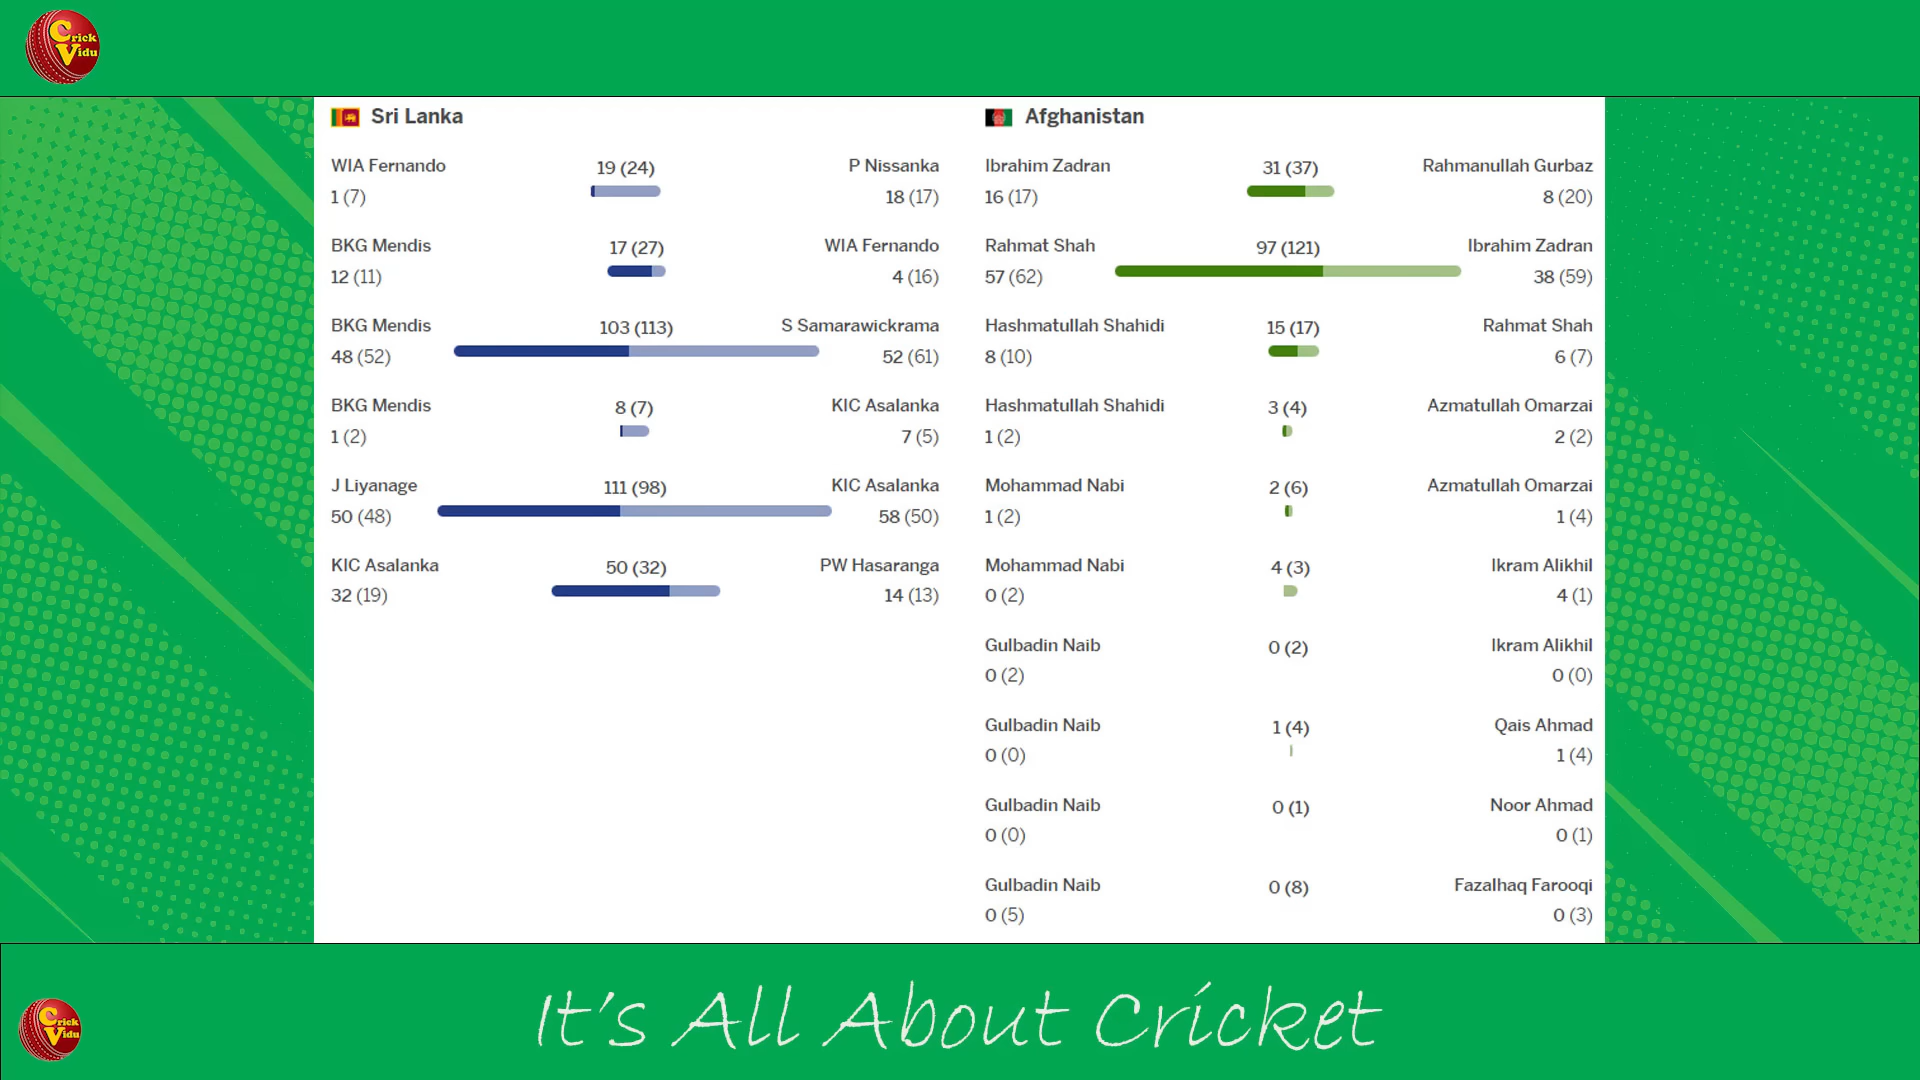 Crick
Vidu
Sri Lanka
WIA Fernando 19 (24) P Nissanka
1 (7) 18 (17)
BKG Mendis 17 (27) WIA Fernando
12 (11) 4 (16)
BKG Mendis 103 (113) S Samarawickrama
48 (52) 52 (61)
BKG Mendis 8 (7) KIC Asalanka
1 (2) 7 (5)
J Liyanage 111 (98) KIC Asalanka
50 (48) 58 (50)
KIC Asalanka 50 (32) PW Hasaranga
32 (19) 14 (13)
Afghanistan
Ibrahim Zadran 31 (37) Rahmanullah Gurbaz
16 (17) 8 (20)
Rahmat Shah 97 (121) Ibrahim Zadran
57 (62) 38 (59)
Hashmatullah Shahidi 15 (17) Rahmat Shah
8 (10) 6 (7)
Hashmatullah Shahidi 3 (4) Azmatullah Omarzai
1 (2) 2 (2)
Mohammad Nabi 2 (6) Azmatullah Omarzai
1 (2) 1 (4)
Mohammad Nabi 4 (3) Ikram Alikhil
0 (2) 4 (1)
Gulbadin Naib 0 (2) Ikram Alikhil
0 (2) 0 (0)
Gulbadin Naib 1 (4) Qais Ahmad
0 (0) 1 (4)
Gulbadin Naib 0 (1) Noor Ahmad
0 (0) 0 (1)
Gulbadin Naib 0 (8) Fazalhaq Farooqi
0 (5) 0 (3)
Crick
Vidu
It's All About Cricket